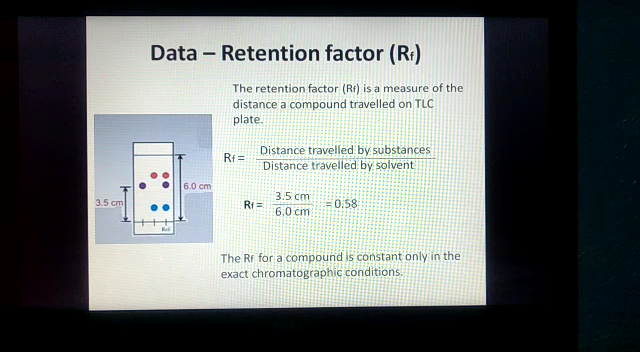 Data – Retention factor (Rf)
The retention factor (Rf) is a measure of the
distance a compound travelled on TLC
plate.
Rf = Distance travelled by substances
Distance travelled by solvent
6.0 cm
3.5 cm
Ref
Rf = 3.5 cm = 0.58
6.0 cm
The Rf for a compound is constant only in the
exact chromatographic conditions.